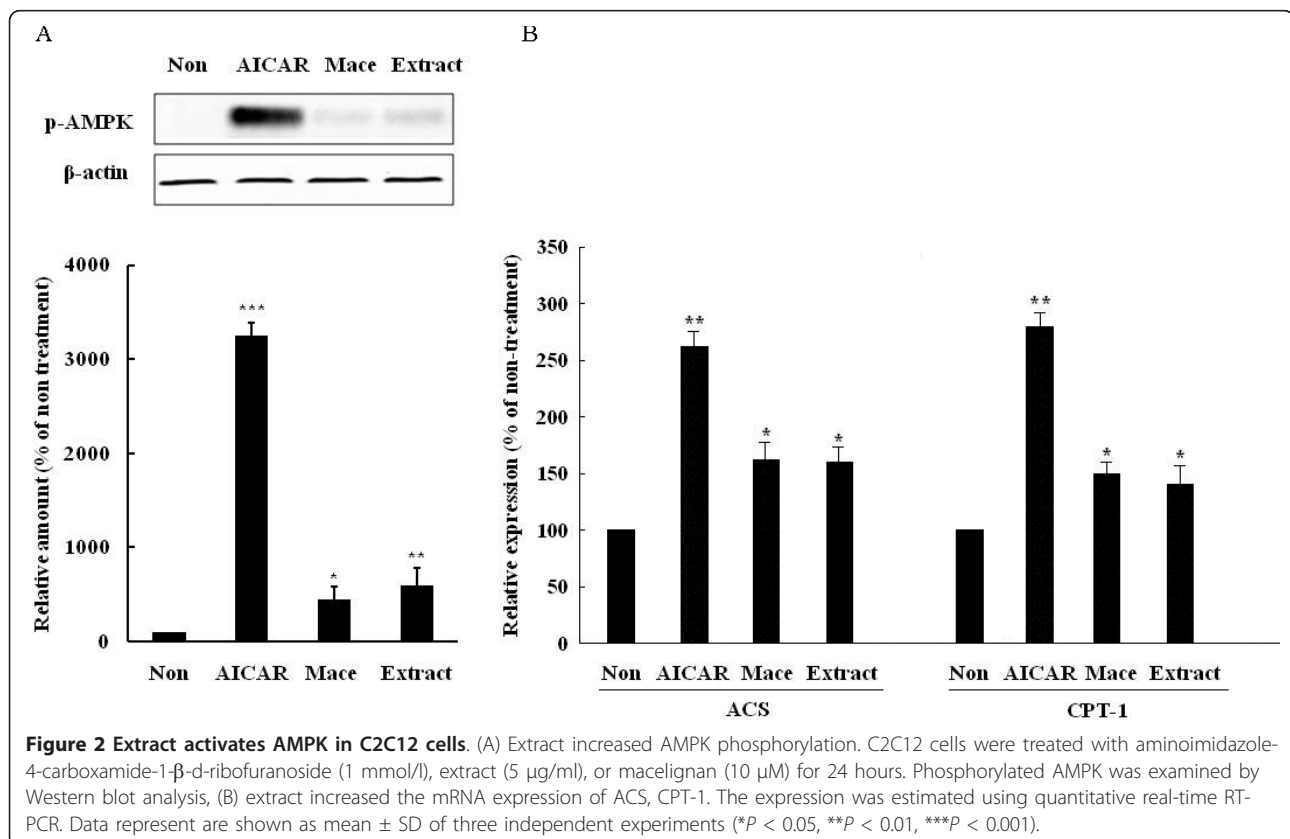 A
B
Non AICAR Mace Extract
p-AMPK
β-actin
Relative amount (% of non treatment)
4000
3000
2000
1000
0
***
*
**
Non AICAR Mace Extract
Relative expression (% of non-treatment)
350
300
250
200
150
100
50
0
**
*
*
**
*
*
Non AICAR Mace Extract Non AICAR Mace Extract
ACS CPT-1
Figure 2 Extract activates AMPK in C2C12 cells. (A) Extract increased AMPK phosphorylation. C2C12 cells were treated with aminoimidazole-
4-carboxamide-1-β-d-ribofuranoside (1 mmol/l), extract (5 μg/ml), or macelignan (10 μM) for 24 hours. Phosphorylated AMPK was examined by
Western blot analysis, (B) extract increased the mRNA expression of ACS, CPT-1. The expression was estimated using quantitative real-time RT-
PCR. Data represent are shown as mean ± SD of three independent experiments (*P < 0.05, **P < 0.01, ***P < 0.001).